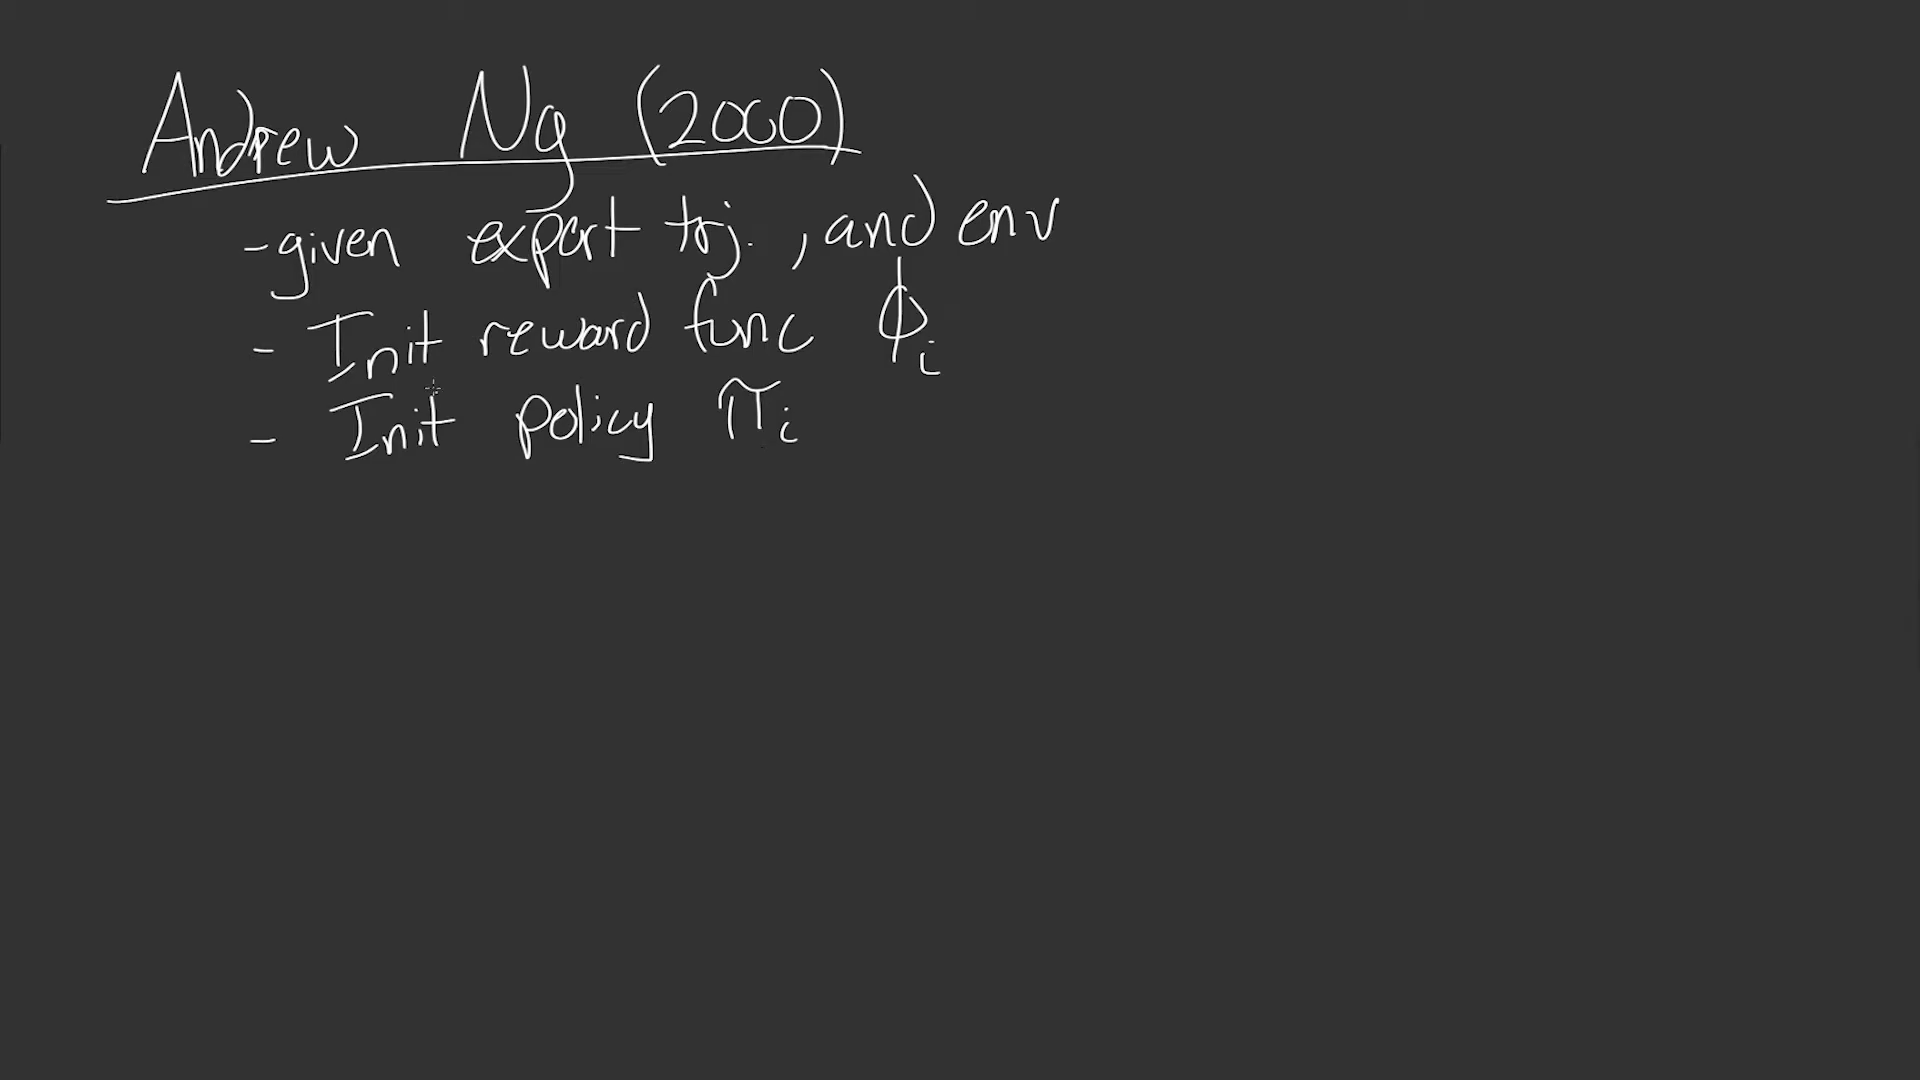 Andrew Ng (2000)
- given expert trj. , and env
- Init reward func ϕi
- Init policy πi